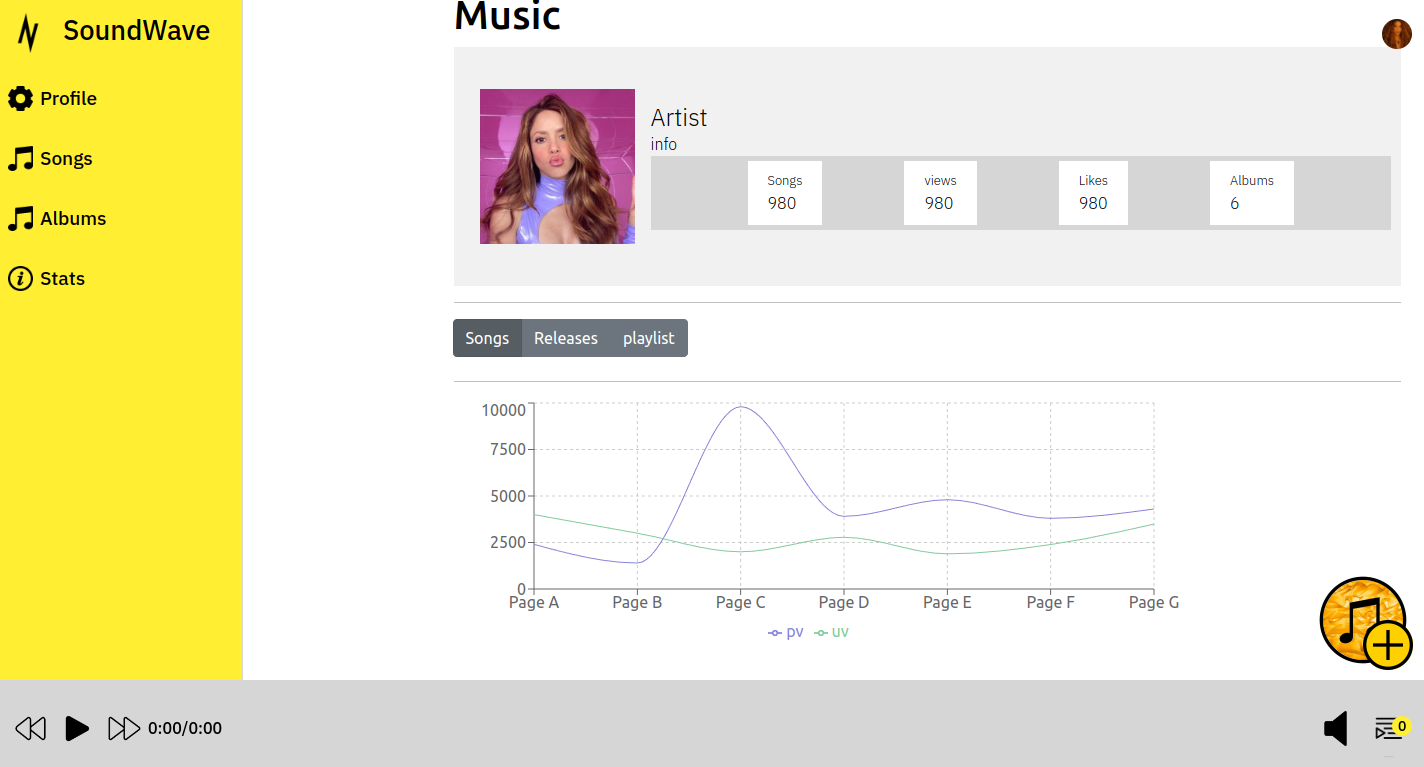 SoundWave
Music
Profile
Songs
Albums
Stats
Artist
info
Songs views Likes Albums
980 980 980 6
Songs Releases playlist
10000
7500
5000
2500
0
Page A Page B Page C Page D Page E Page F Page G
pv uv
0:00/0:00
0